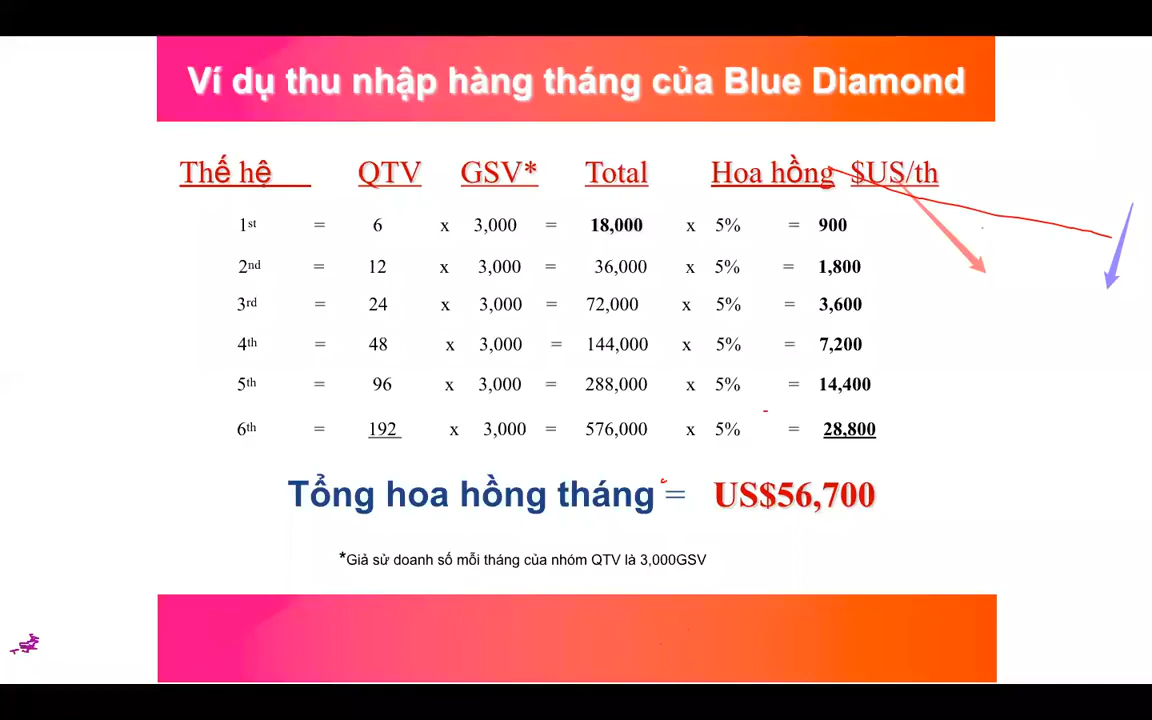 Ví dụ thu nhập hàng tháng của Blue Diamond
Thế hệ QTV GSV* Total Hoa hồng $US/th
1st = 6 x 3,000 = 18,000 x 5% = 900
2nd = 12 x 3,000 = 36,000 x 5% = 1,800
3rd = 24 x 3,000 = 72,000 x 5% = 3,600
4th = 48 x 3,000 = 144,000 x 5% = 7,200
5th = 96 x 3,000 = 288,000 x 5% = 14,400
6th = 192 x 3,000 = 576,000 x 5% = 28,800
Tổng hoa hồng tháng = US$56,700
*Giả sử doanh số mỗi tháng của nhóm QTV là 3,000GSV